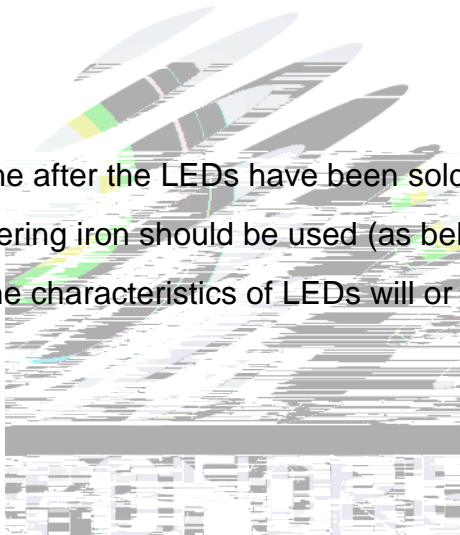 ne after the LEDs have been sold
ering iron should be used (as bel
ne characteristics of LEDs will or